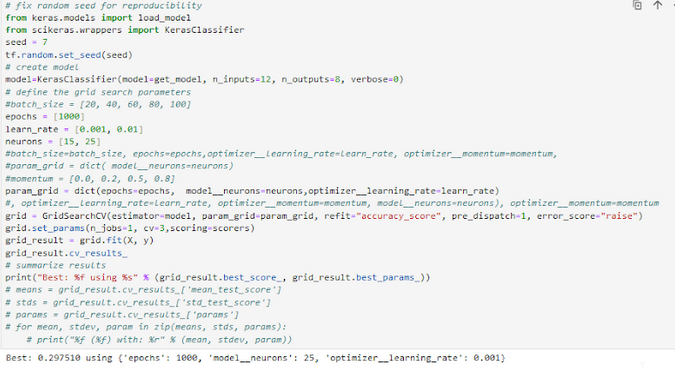 # fix random seed for reproducibility
from keras.models import load_model
from scikeras.wrappers import KerasClassifier
seed = 7
tf.random.set_seed(seed)
# create model
model=KerasClassifier(model=get_model, n_inputs=12, n_outputs=8, verbose=0)
# define the grid search parameters
#batch_size = [20, 40, 60, 80, 100]
epochs = [1000]
learn_rate = [0.001, 0.01]
neurons = [15, 25]
#batch_size=batch_size, epochs=epochs,optimizer__learning_rate=learn_rate, optimizer__momentum=momentum,
#param_grid = dict( model__neurons=neurons)
#momentum = [0.0, 0.2, 0.5, 0.8]
param_grid = dict(epochs=epochs,  model__neurons=neurons,optimizer__learning_rate=learn_rate)
#, optimizer__learning_rate=learn_rate, optimizer__momentum=momentum, model__neurons=neurons), optimizer__momentum=momentum
grid = GridSearchCV(estimator=model, param_grid=param_grid, refit="accuracy_score", pre_dispatch=1, error_score="raise")
grid.set_params(n_jobs=1, cv=3,scoring=scorers)
grid_result = grid.fit(X, y)
grid_result.cv_results_
# summarize results
print("Best: %f using %s" % (grid_result.best_score_, grid_result.best_params_))
# means = grid_result.cv_results_['mean_test_score']
# stds = grid_result.cv_results_['std_test_score']
# params = grid_result.cv_results_['params']
# for mean, stdev, param in zip(means, stds, params):
    # print("%f (%f) with: %r" % (mean, stdev, param))
Best: 0.297510 using {'epochs': 1000, 'model__neurons': 25, 'optimizer__learning_rate': 0.001}